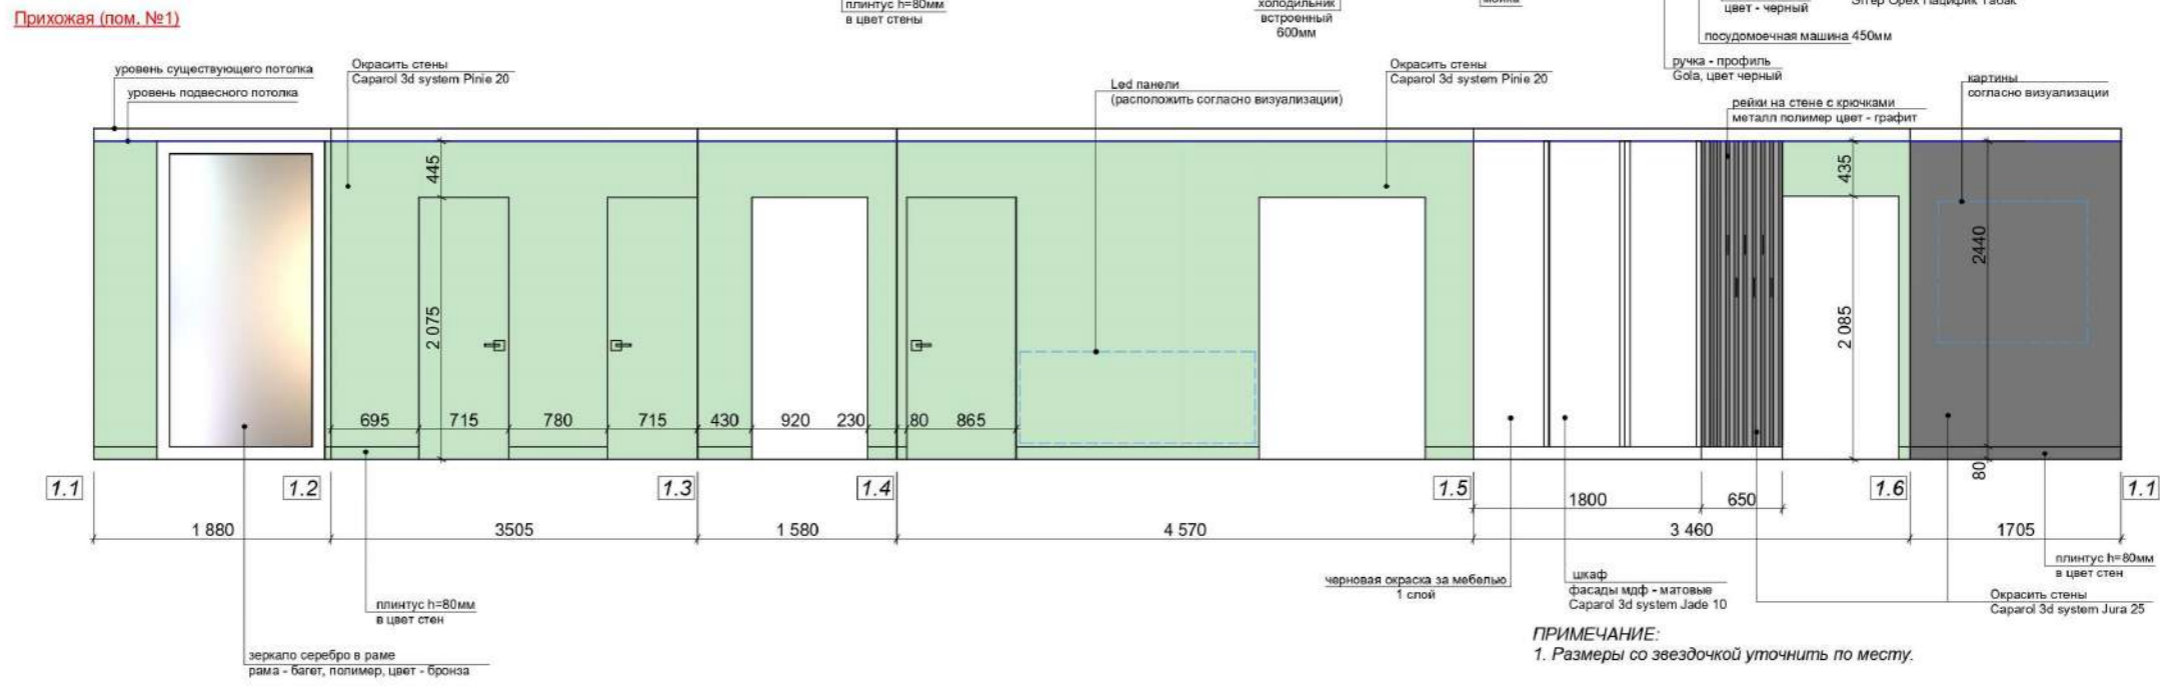 Прихожая (пом. №1)
плинтус h=80мм
в цвет стены
холодильник
встроенный
600мм
мойка
цвет - черный
Эггер Орех Пацифик Табак
посудомоечная машина 450мм
ручка - профиль
Gola, цвет черный
уровень существующего потолка
уровень подвесного потолка
Окрасить стены
Caparol 3d system Pinie 20
Led панели
(расположить согласно визуализации)
Окрасить стены
Caparol 3d system Pinie 20
рейки на стене с крючками
металл полимер цвет - графит
картины
согласно визуализации
445
435
2440
2 075
2 085
695 715 780 715 430 920 230 80 865
80
1.1 1.2 1.3 1.4 1.5 1.6 1.1
1800 650
1 880 3505 1 580 4 570 3 460 1705
плинтус h=80мм
в цвет стен
черновая окраска за мебелью
1 слой
шкаф
фасады мдф - матовые
Caparol 3d system Jade 10
Окрасить стены
Caparol 3d system Jura 25
плинтус h=80мм
в цвет стен
зеркало серебро в раме
рама - багет, полимер, цвет - бронза
ПРИМЕЧАНИЕ:
1. Размеры со звездочкой уточнить по месту.